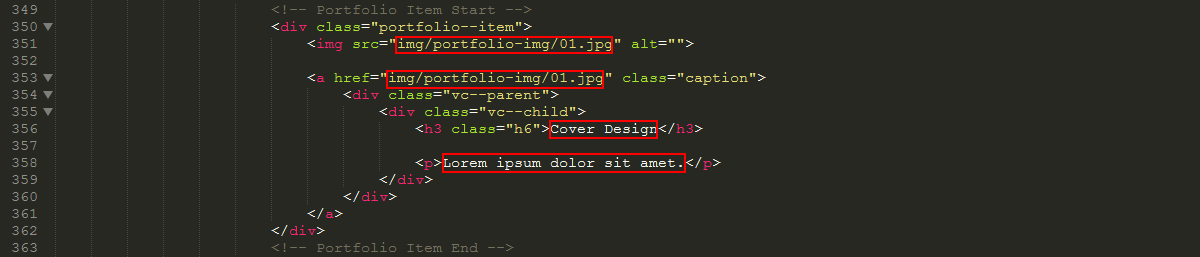 349 <!-- Portfolio Item Start -->
350 <div class="portfolio--item">
351 <img src="img/portfolio-img/01.jpg" alt="">
352
353 <a href="img/portfolio-img/01.jpg" class="caption">
354 <div class="vc--parent">
355 <div class="vc--child">
356 <h3 class="h6">Cover Design</h3>
357
358 <p>Lorem ipsum dolor sit amet.</p>
359 </div>
360 </div>
361 </a>
362 </div>
363 <!-- Portfolio Item End -->